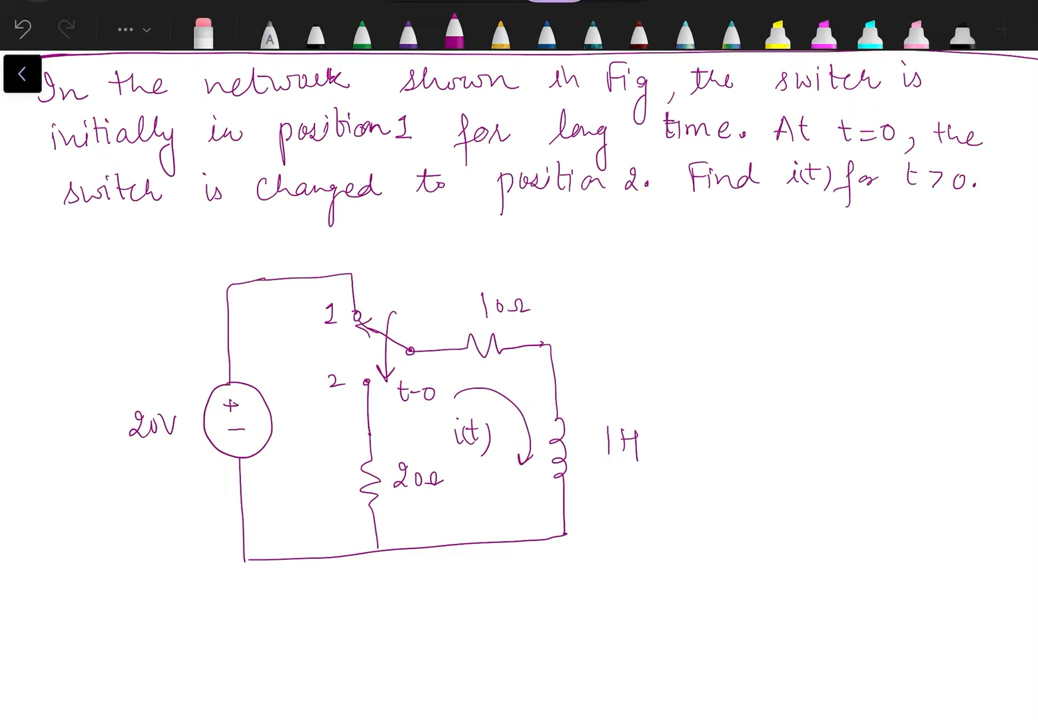 A
In the network shown in Fig, the switch is
initially in position 1 for long time. At t=0, the
switch is changed to position 2. Find i(t) for t>0.
1
10Ω
2
t-0
20V
i(t)
1H
20Ω